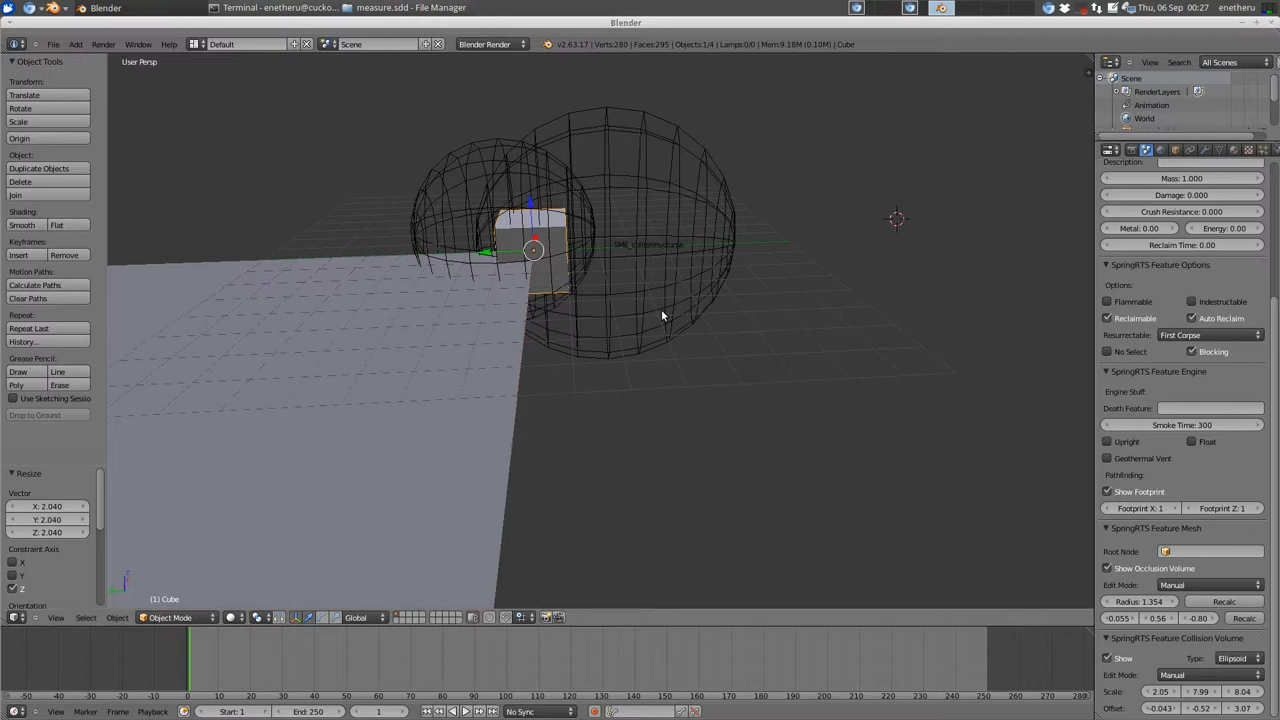 Blender
Terminal - enetheru@cucko...
measure.sdd - File Manager
Thu, 06 Sep, 00:27
enetheru
Blender
File Add Render Window Help
Default
Scene
Blender Render
v2.63.17 | Verts:280 | Faces:295 | Objects:1/4 | Lamps:0/0 | Mem:9.18M (0.10M) | Cube
View Search All Scenes
Object Tools
Transform:
Translate
Rotate
Scale
Origin
Object:
Duplicate Objects
Delete
Join
Shading:
Smooth Flat
Keyframes:
Insert Remove
Motion Paths:
Calculate Paths
Clear Paths
Repeat:
Repeat Last
History...
Grease Pencil:
Draw Line
Poly Erase
Use Sketching Sessio
Drop to Ground
Resize
Vector
X: 2.040
Y: 2.040
Z: 2.040
Constraint Axis
X
Y
Z
Orientation
User Persp
SME_collisionvolume
z
(1) Cube
View Select Object Object Mode Global
-50 -40 -30 -20 -10 0 10 20 30 40 50 60 70 80 90 100 110 120 130 140 150 160 170 180 190 200 210 220 230 240 250 260 270 280
View Marker Frame Playback Start: 1 End: 250 1 No Sync
Scene
RenderLayers
Animation
World
Description:
Mass: 1.000
Damage: 0.000
Crush Resistance: 0.000
Metal: 0.00 Energy: 0.00
Reclaim Time: 0.00
SpringRTS Feature Options
Options:
Flammable Indestructable
Reclaimable Auto Reclaim
Resurrectable: First Corpse
No Select Blocking
SpringRTS Feature Engine
Engine Stuff:
Death Feature:
Smoke Time: 300
Upright Float
Geothermal Vent
Pathfinding:
Show Footprint
Footprint X: 1 Footprint Z: 1
SpringRTS Feature Mesh
Root Node
Show Occlusion Volume
Edit Mode: Manual
Radius: 1.354 Recalc
0.055 0.56 -0.80 Recalc
SpringRTS Feature Collision Volume
Show Type: Ellipsoid
Edit Mode: Manual
Scale: 2.05 7.99 8.04
Offset: -0.043 -0.52 3.07